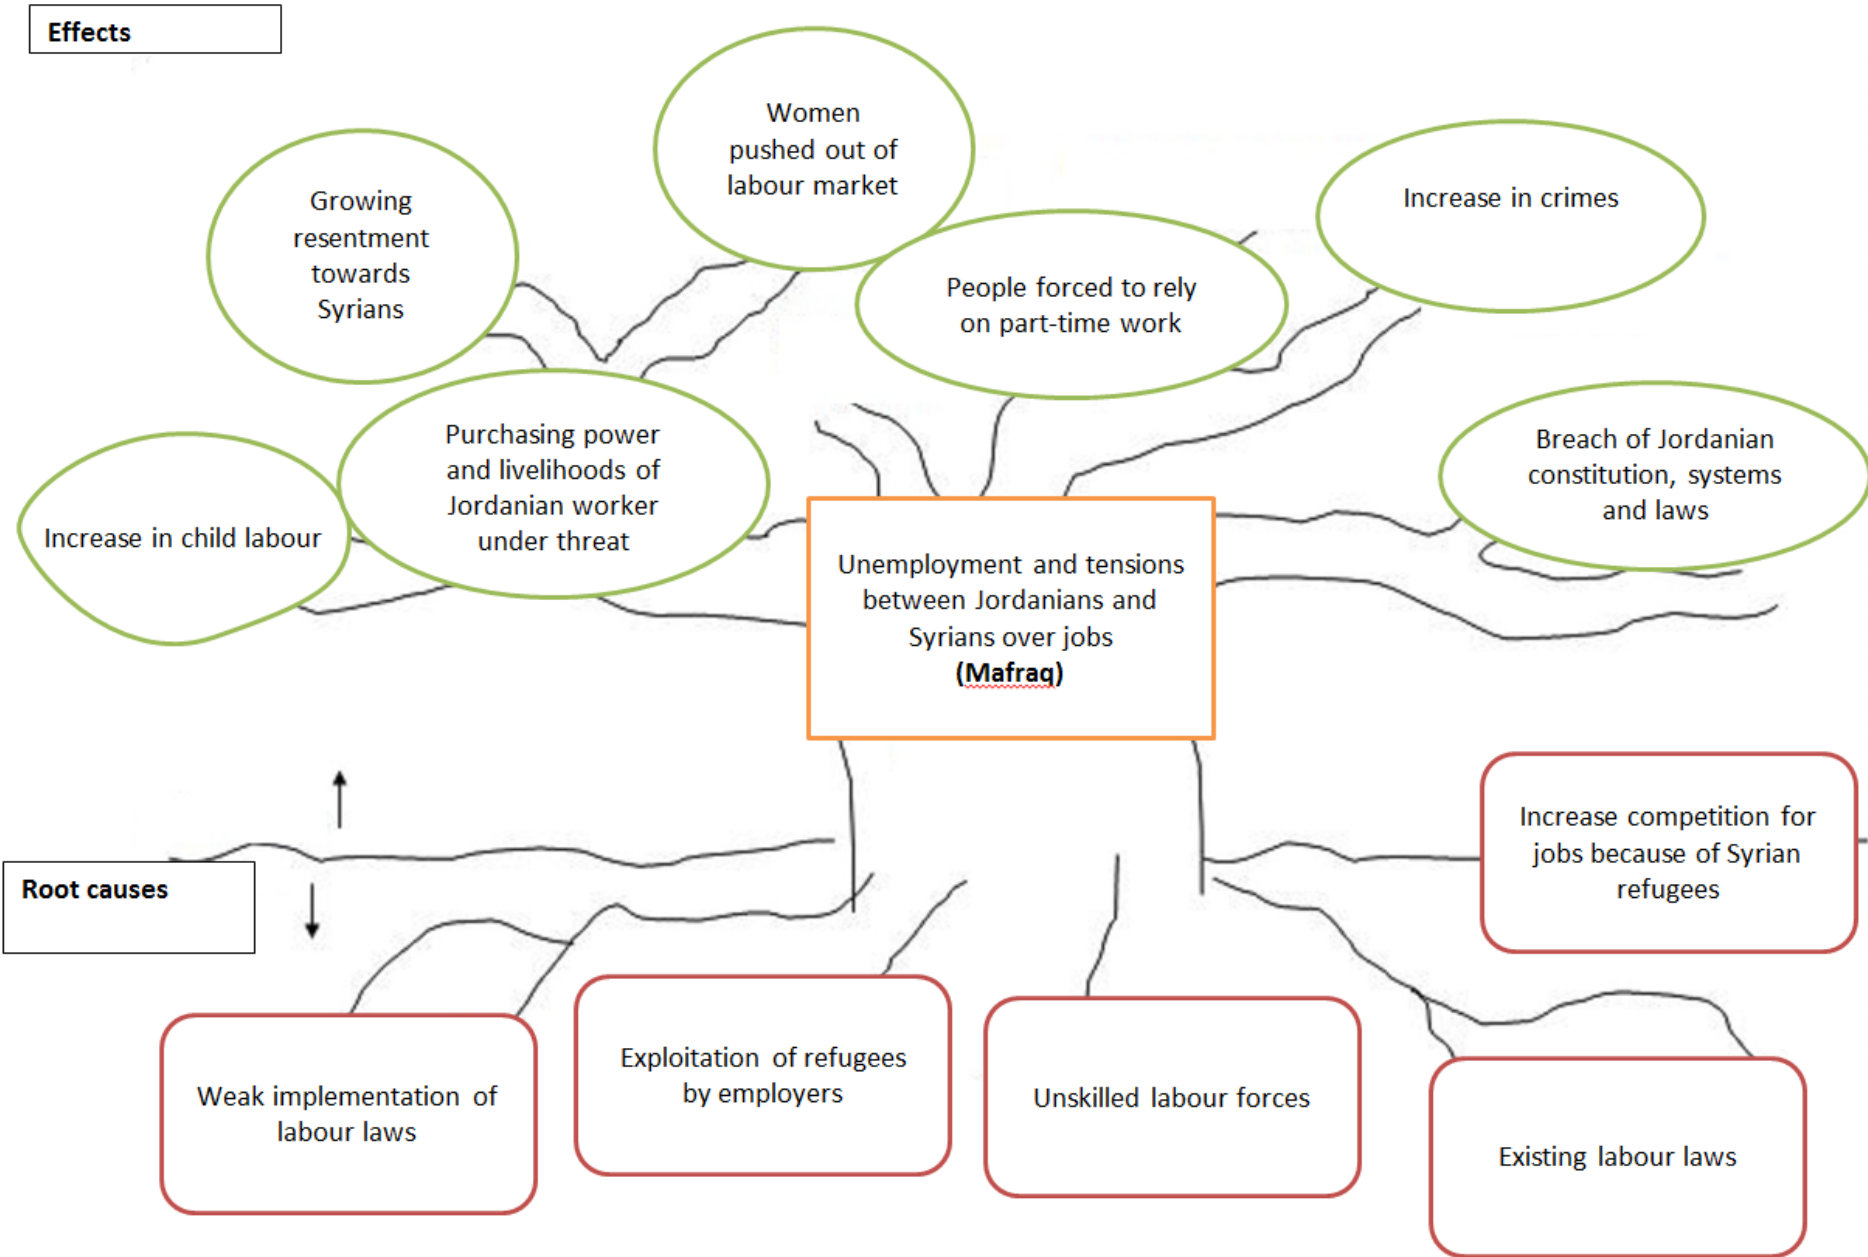 Effects
Women
pushed out of
labour market
Growing
resentment
towards
Syrians
Increase in crimes
People forced to rely
on part-time work
Purchasing power
and livelihoods of
Jordanian worker
under threat
Increase in child labour
Breach of Jordanian
constitution, systems
and laws
Unemployment and tensions
between Jordanians and
Syrians over jobs
(Mafraq)
Root causes
Increase competition for
jobs because of Syrian
refugees
Weak implementation of
labour laws
Exploitation of refugees
by employers
Unskilled labour forces
Existing labour laws